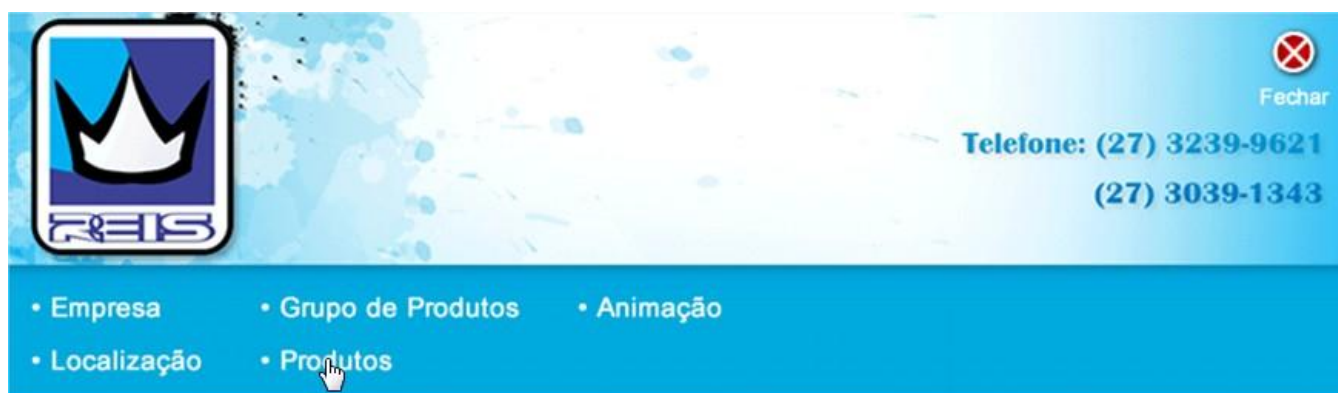 REIS
Fechar
Telefone: (27) 3239-9621
(27) 3039-1343
• Empresa
• Grupo de Produtos
• Animação
• Localização
• Produtos